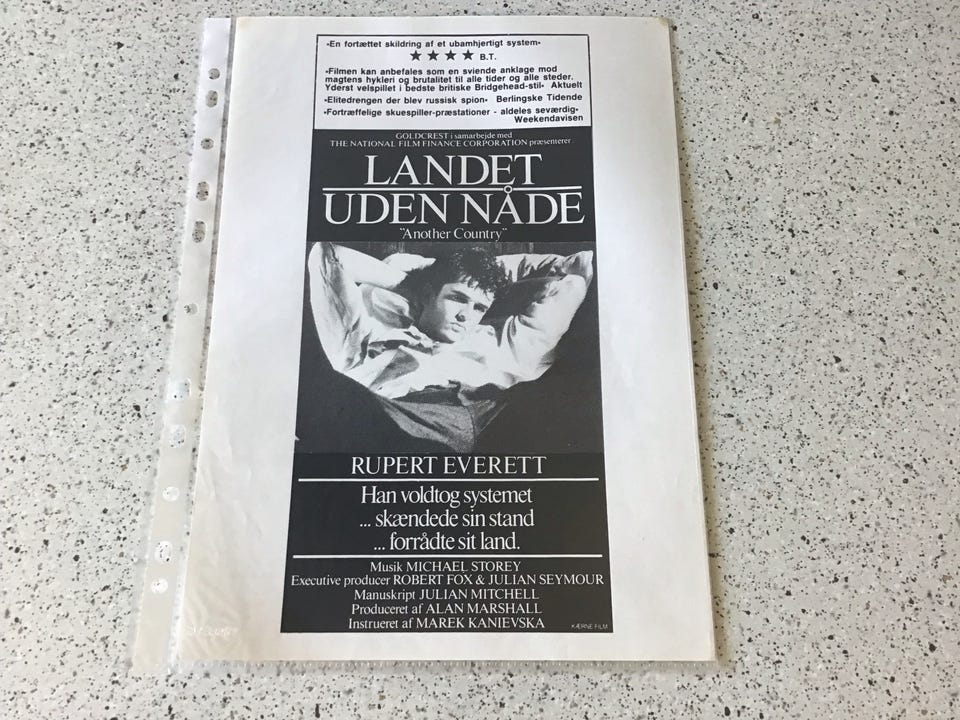 •En fortættet skildring af et ubamhjertigt system•
★★★★ B.T.
•Filmen kan anbefales som en sviende anklage mod
magtens hykleri og brutalitet til alle tider og alle steder.
Yderst velspillet i bedste britiske Bridgehead-stil• Aktuelt
•Elitedrengen der blev russisk spion• Berlingske Tidende
•Fortræffelige skuespiller-præstationer - aldeles seværdig•
Weekendavisen
GOLDCREST i samarbejde med
THE NATIONAL FILM FINANCE CORPORATION præsenterer
LANDET
UDEN NÅDE
"Another Country"
RUPERT EVERETT
Han voldtog systemet
... skændede sin stand
... forrådte sit land.
Musik MICHAEL STOREY
Executive producer ROBERT FOX & JULIAN SEYMOUR
Manuskript JULIAN MITCHELL
Produceret af ALAN MARSHALL
Instrueret af MAREK KANIEVSKA
KÆRNE FILM